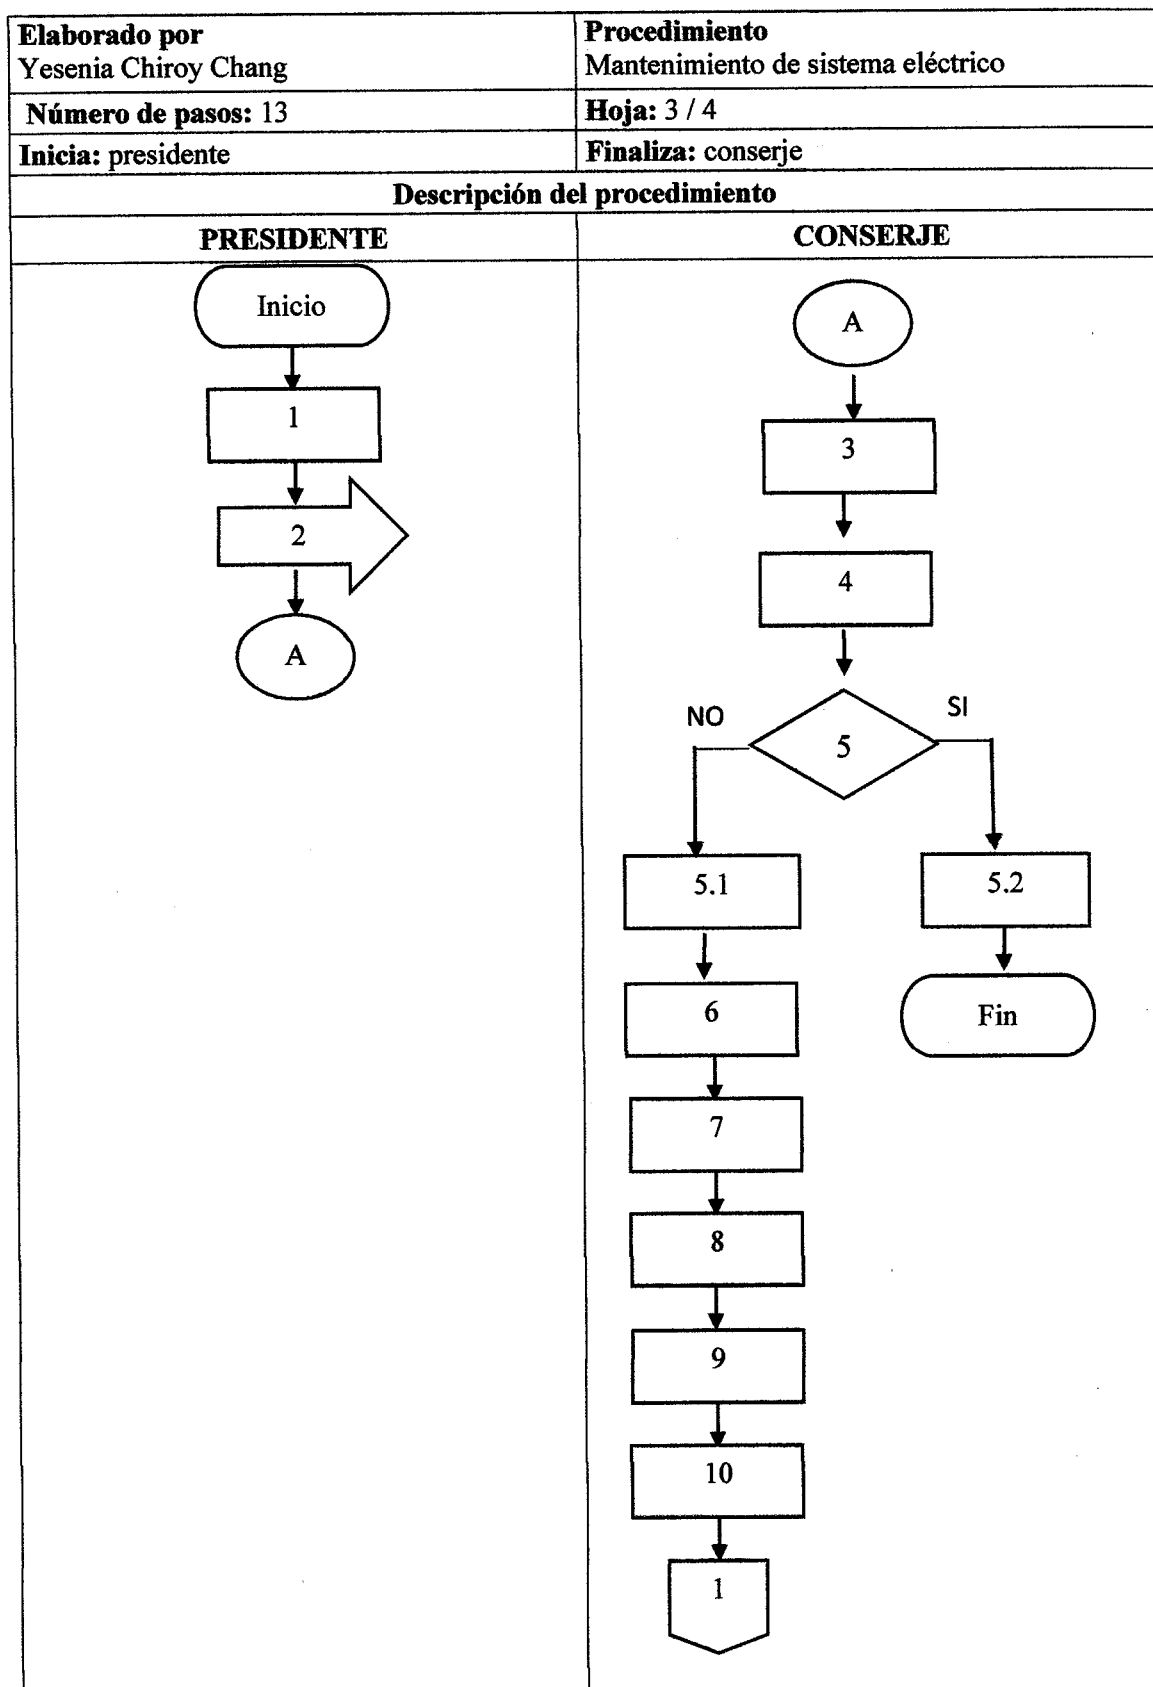 Elaborado por
Yesenia Chiroy Chang
Procedimiento
Mantenimiento de sistema eléctrico
Número de pasos: 13
Hoja: 3 / 4
Inicia: presidente
Finaliza: conserje
Descripción del procedimiento
PRESIDENTE
CONSERJE
Inicio
1
2
A
A
3
4
5
NO
SI
5.1
5.2
6
Fin
7
8
9
10
1